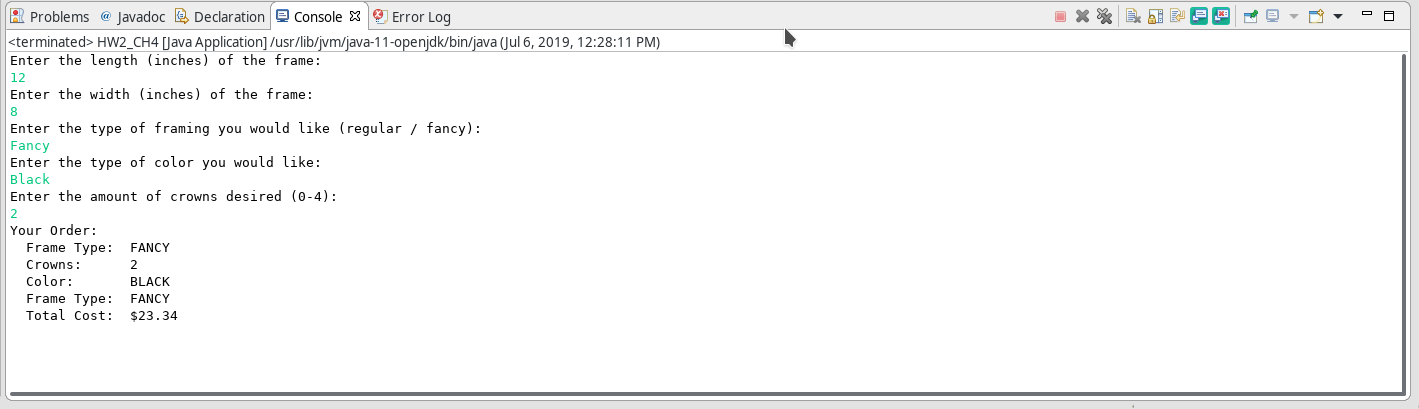 Problems @ Javadoc Declaration Console Error Log
<terminated> HW2_CH4 [Java Application] /usr/lib/jvm/java-11-openjdk/bin/java (Jul 6, 2019, 12:28:11 PM)
Enter the length (inches) of the frame:
12
Enter the width (inches) of the frame:
8
Enter the type of framing you would like (regular / fancy):
Fancy
Enter the type of color you would like:
Black
Enter the amount of crowns desired (0-4):
2
Your Order:
  Frame Type:  FANCY
  Crowns:      2
  Color:       BLACK
  Frame Type:  FANCY
  Total Cost:  $23.34